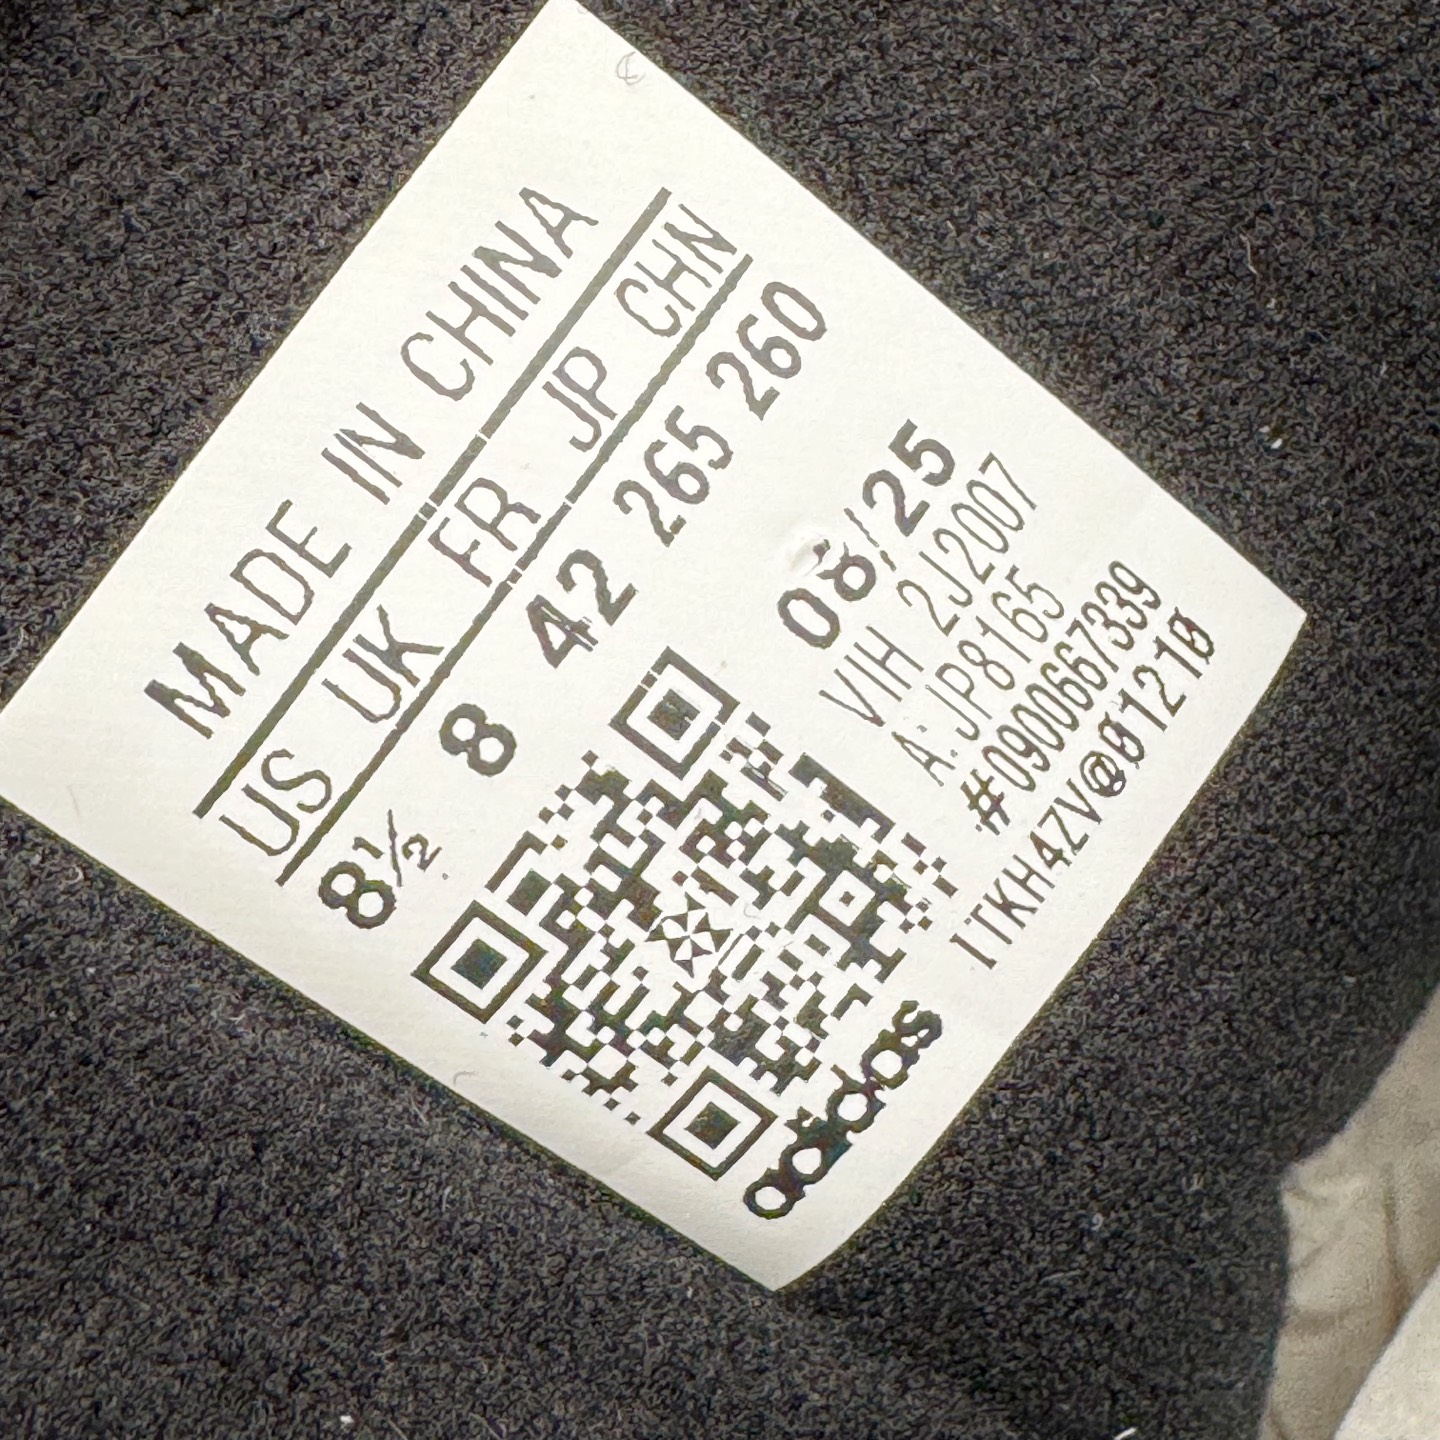 MADE IN CHINA
US UK FR JP CHN
8½ 8 42 265 260
08/25
VIH 2J2007
A:JP8165
#0900667339
1TKH4ZV@01210
adidas